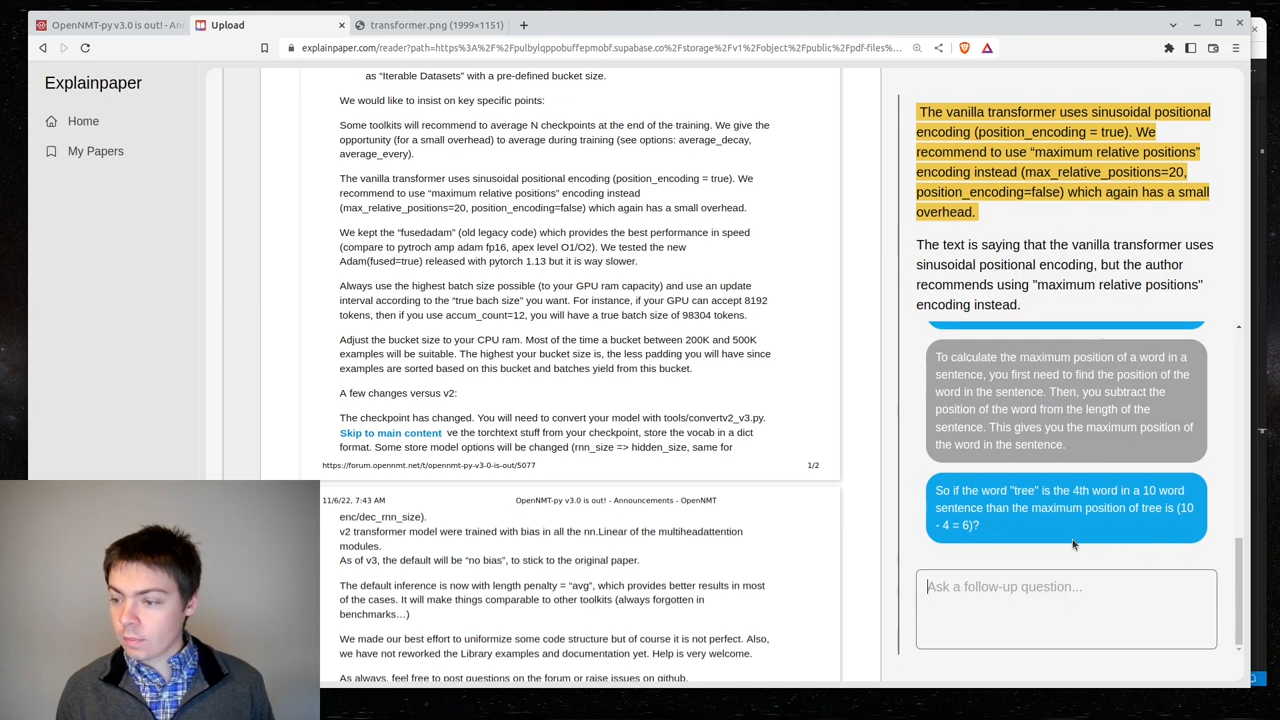 OpenNMT-py v3.0 is out! - Ann
Upload
transformer.png (1999×1151)
explainpaper.com/reader?path=https%3A%2F%2Fpulbylqppobuffepmobf.supabase.co%2Fstorage%2Fv1%2Fobject%2Fpublic%2Fpdf-files%...
Explainpaper
Home
My Papers
as “Iterable Datasets” with a pre-defined bucket size.
We would like to insist on key specific points:
Some toolkits will recommend to average N checkpoints at the end of the training. We give the
opportunity (for a small overhead) to average during training (see options: average_decay,
average_every).
The vanilla transformer uses sinusoidal positional encoding (position_encoding = true). We
recommend to use “maximum relative positions” encoding instead
(max_relative_positions=20, position_encoding=false) which again has a small overhead.
We kept the “fusedadam” (old legacy code) which provides the best performance in speed
(compare to pytroch amp adam fp16, apex level O1/O2). We tested the new
Adam(fused=true) released with pytorch 1.13 but it is way slower.
Always use the highest batch size possible (to your GPU ram capacity) and use an update
interval according to the “true bach size” you want. For instance, if your GPU can accept 8192
tokens, then if you use accum_count=12, you will have a true batch size of 98304 tokens.
Adjust the bucket size to your CPU ram. Most of the time a bucket between 200K and 500K
examples will be suitable. The highest your bucket size is, the less padding you will have since
examples are sorted based on this bucket and batches yield from this bucket.
A few changes versus v2:
The checkpoint has changed. You will need to convert your model with tools/convertv2_v3.py.
Skip to main content ve the torchtext stuff from your checkpoint, store the vocab in a dict
format. Some store model options will be changed (rnn_size => hidden_size, same for
https://forum.opennmt.net/t/opennmt-py-v3-0-is-out/5077 1/2
11/6/22, 7:43 AM OpenNMT-py v3.0 is out! - Announcements - OpenNMT
enc/dec_rnn_size).
v2 transformer model were trained with bias in all the nn.Linear of the multiheadattention
modules.
As of v3, the default will be “no bias”, to stick to the original paper.
The default inference is now with length penalty = “avg”, which provides better results in most
of the cases. It will make things comparable to other toolkits (always forgotten in
benchmarks…)
We made our best effort to uniformize some code structure but of course it is not perfect. Also,
we have not reworked the Library examples and documentation yet. Help is very welcome.
As always, feel free to post questions on the forum or raise issues on github.
The vanilla transformer uses sinusoidal positional
encoding (position_encoding = true). We
recommend to use “maximum relative positions”
encoding instead (max_relative_positions=20,
position_encoding=false) which again has a small
overhead.
The text is saying that the vanilla transformer uses
sinusoidal positional encoding, but the author
recommends using "maximum relative positions"
encoding instead.
To calculate the maximum position of a word in a
sentence, you first need to find the position of the
word in the sentence. Then, you subtract the
position of the word from the length of the
sentence. This gives you the maximum position of
the word in the sentence.
So if the word "tree" is the 4th word in a 10 word
sentence than the maximum position of tree is (10
- 4 = 6)?
Ask a follow-up question...